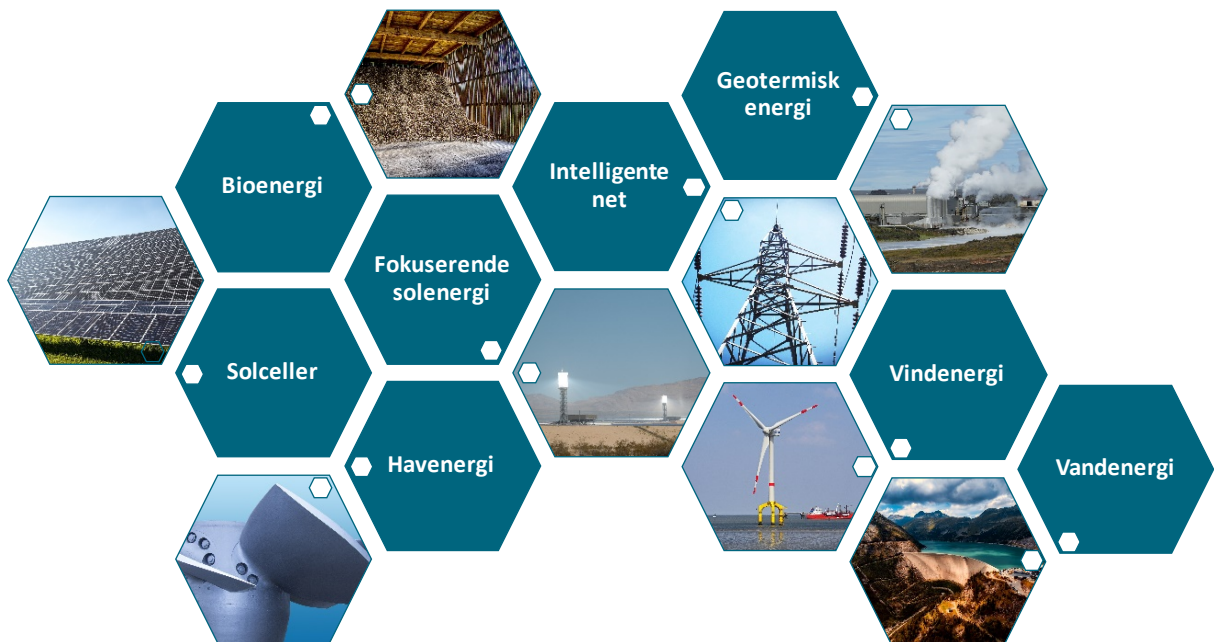 Geotermisk
energi
Bioenergi
Intelligente
net
Fokuserende
solenergi
Solceller
Vindenergi
Havenergi
Vandenergi